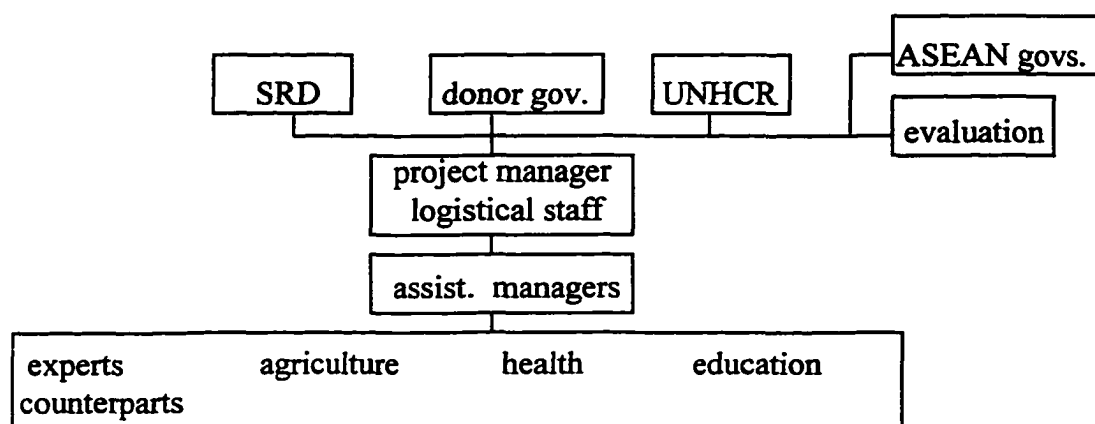 ASEAN govs.
SRD
donor gov.
UNHCR
evaluation
project manager
logistical staff
assist. managers
experts agriculture health education
counterparts